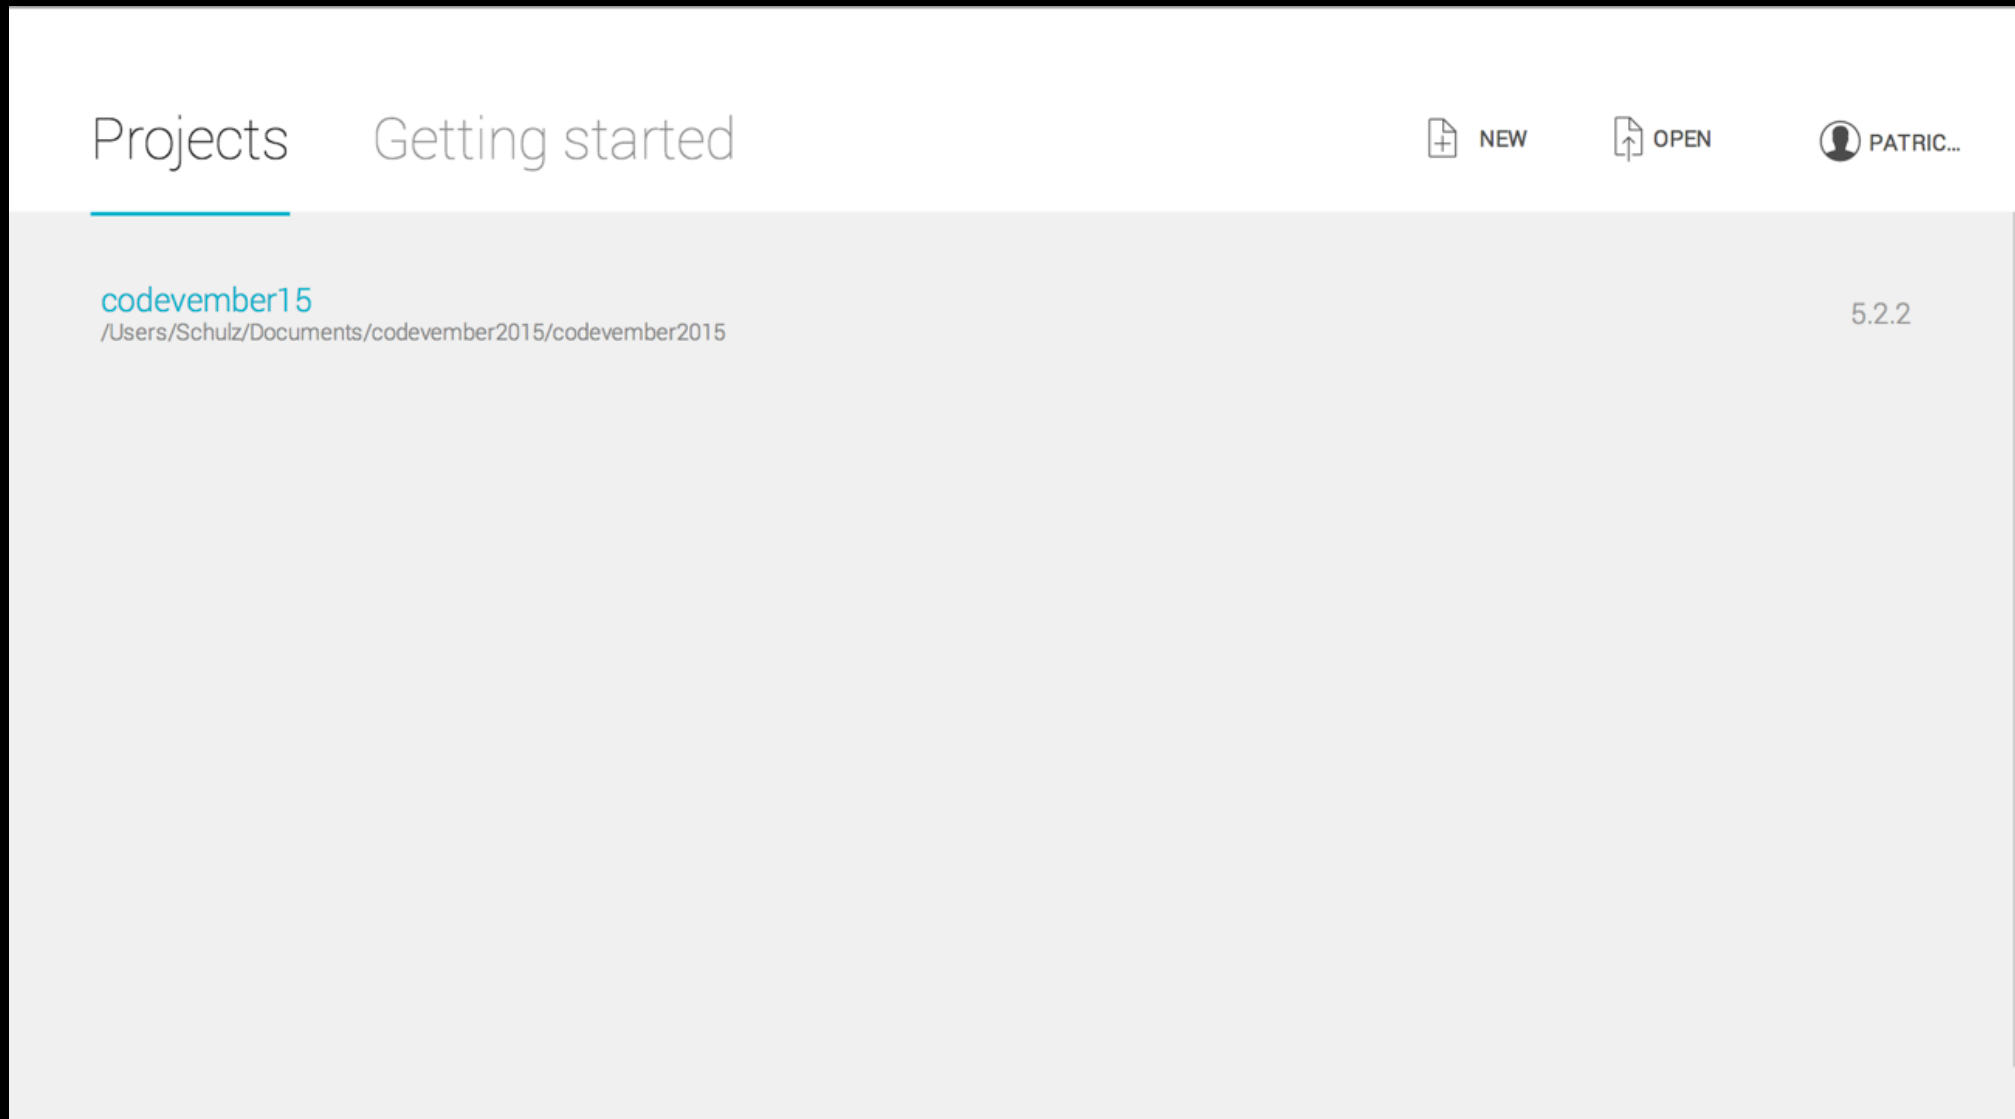 Projects Getting started NEW OPEN PATRIC...
codevember15
/Users/Schulz/Documents/codevember2015/codevember2015
5.2.2